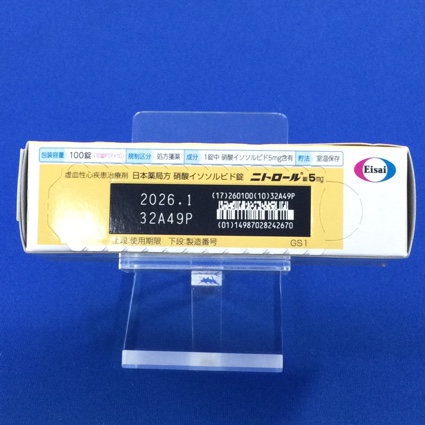 包装容量 100錠 規制区分 処方箋薬 成分 1錠中 硝酸イソソルビド5mg含有 貯法 室温保存
Eisai
虚血性心疾患治療剤 日本薬局方 硝酸イソソルビド錠 ニトロール®錠5mg
2026.1
32A49P
(17)260100(10)32A49P
(01)14987028242670
上段:使用期限 下段:製造番号 GS1